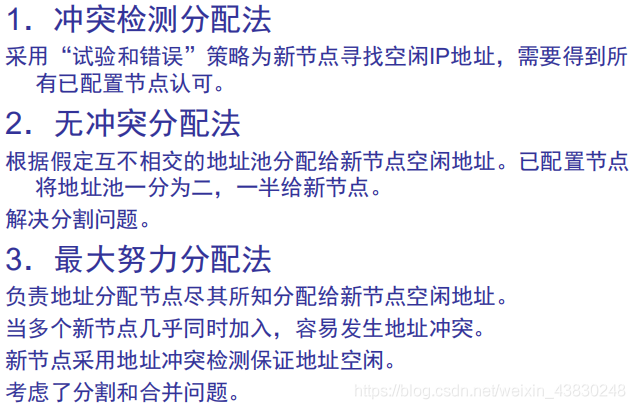 1．冲突检测分配法
采用“试验和错误”策略为新节点寻找空闲IP地址，需要得到所
有已配置节点认可。
2．无冲突分配法
根据假定互不相交的地址池分配给新节点空闲地址。已配置节点
将地址池一分为二，一半给新节点。
解决分割问题。
3．最大努力分配法
负责地址分配节点尽其所知分配给新节点空闲地址。
当多个新节点几乎同时加入，容易发生地址冲突。
新节点采用地址冲突检测保证地址空闲。
考虑了分割和合并问题。
https://blog.csdn.net/weixin_43830248